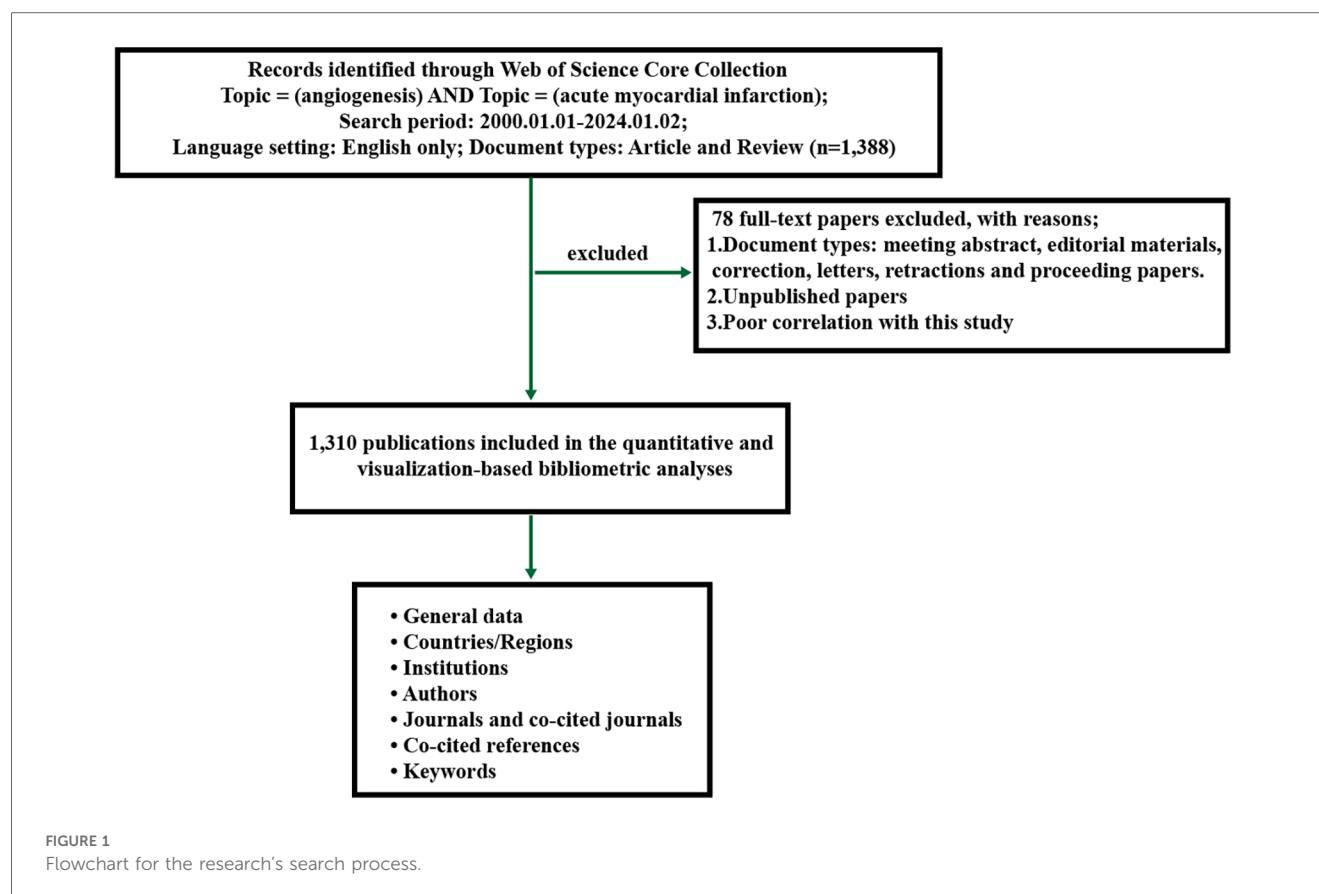 Records identified through Web of Science Core Collection
Topic = (angiogenesis) AND Topic = (acute myocardial infarction);
Search period: 2000.01.01-2024.01.02;
Language setting: English only; Document types: Article and Review (n=1,388)
excluded
78 full-text papers excluded, with reasons;
1.Document types: meeting abstract, editorial materials,
correction, letters, retractions and proceeding papers.
2.Unpublished papers
3.Poor correlation with this study
1,310 publications included in the quantitative and
visualization-based bibliometric analyses
• General data
• Countries/Regions
• Institutions
• Authors
• Journals and co-cited journals
• Co-cited references
• Keywords
FIGURE 1
Flowchart for the research's search process.